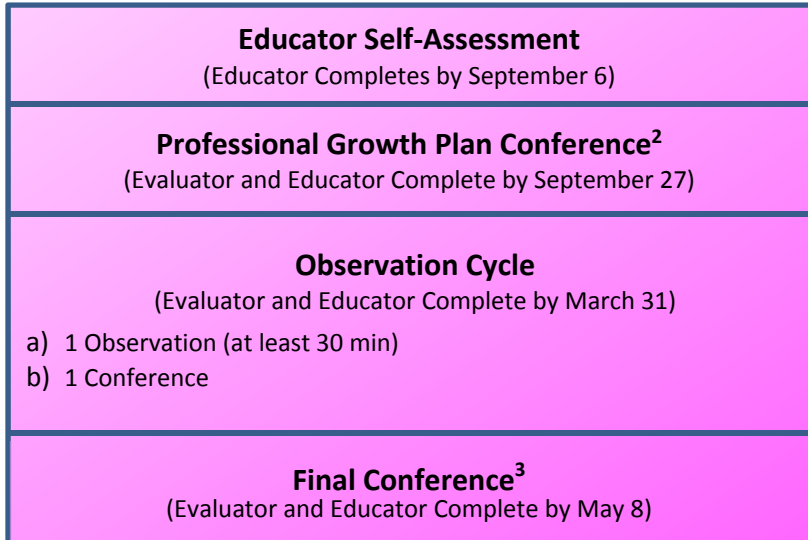 Educator Self-Assessment
(Educator Completes by September 6)
Professional Growth Plan Conference²
(Evaluator and Educator Complete by September 27)
Observation Cycle
(Evaluator and Educator Complete by March 31)
a) 1 Observation (at least 30 min)
b) 1 Conference
Final Conference³
(Evaluator and Educator Complete by May 8)